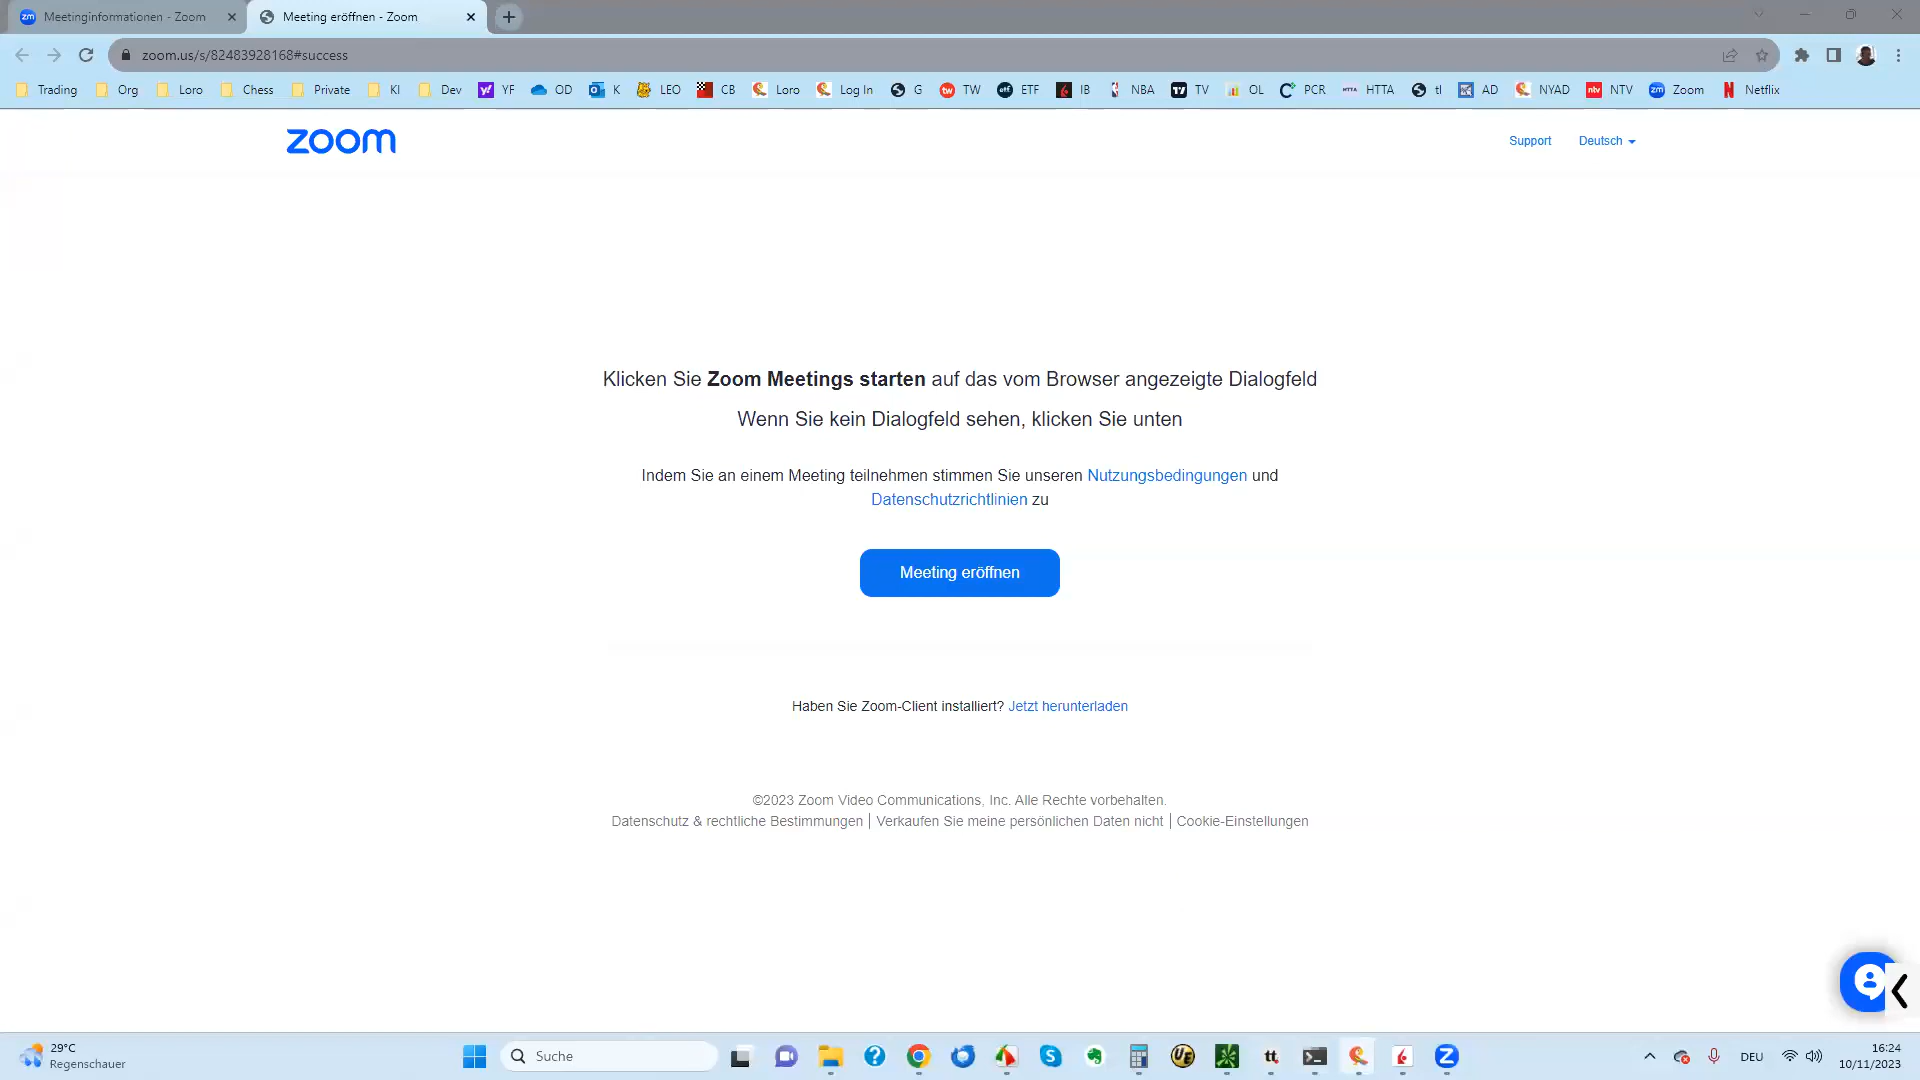 Meetinginformationen - Zoom
Meeting eröffnen - Zoom
zoom.us/s/82483928168#success
Trading Org Loro Chess Private KI Dev YF OD K LEO CB Loro Log In G TW ETF IB NBA TV OL PCR HTTA tl AD NYAD NTV Zoom Netflix
zoom
Support Deutsch
Klicken Sie Zoom Meetings starten auf das vom Browser angezeigte Dialogfeld
Wenn Sie kein Dialogfeld sehen, klicken Sie unten
Indem Sie an einem Meeting teilnehmen stimmen Sie unseren Nutzungsbedingungen und
Datenschutzrichtlinien zu
Meeting eröffnen
Haben Sie Zoom-Client installiert? Jetzt herunterladen
©2023 Zoom Video Communications, Inc. Alle Rechte vorbehalten.
Datenschutz & rechtliche Bestimmungen | Verkaufen Sie meine persönlichen Daten nicht | Cookie-Einstellungen
29°C
Regenschauer
Suche
DEU
16:24
10/11/2023